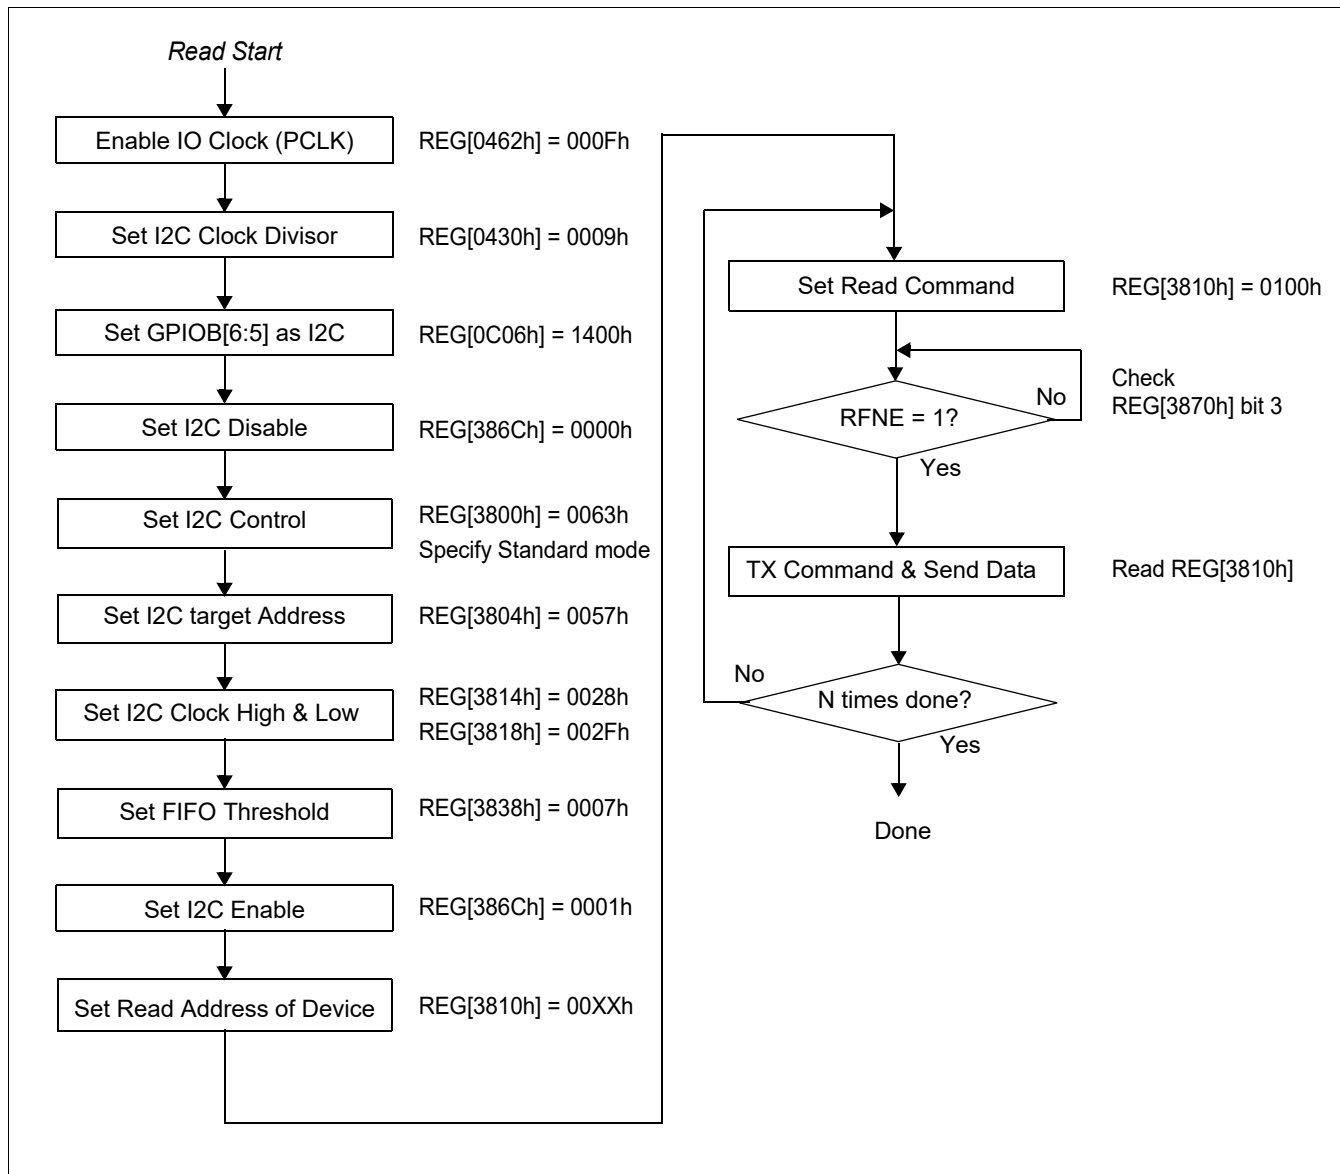 Read Start
Enable IO Clock (PCLK)
REG[0462h] = 000Fh
Set I2C Clock Divisor
REG[0430h] = 0009h
Set GPIOB[6:5] as I2C
REG[0C06h] = 1400h
Set I2C Disable
REG[386Ch] = 0000h
Set I2C Control
REG[3800h] = 0063h
Specify Standard mode
Set I2C target Address
REG[3804h] = 0057h
Set I2C Clock High & Low
REG[3814h] = 0028h
REG[3818h] = 002Fh
Set FIFO Threshold
REG[3838h] = 0007h
Set I2C Enable
REG[386Ch] = 0001h
Set Read Address of Device
REG[3810h] = 00XXh
Set Read Command
REG[3810h] = 0100h
RFNE = 1?
No
Check
REG[3870h] bit 3
Yes
TX Command & Send Data
Read REG[3810h]
No
N times done?
Yes
Done